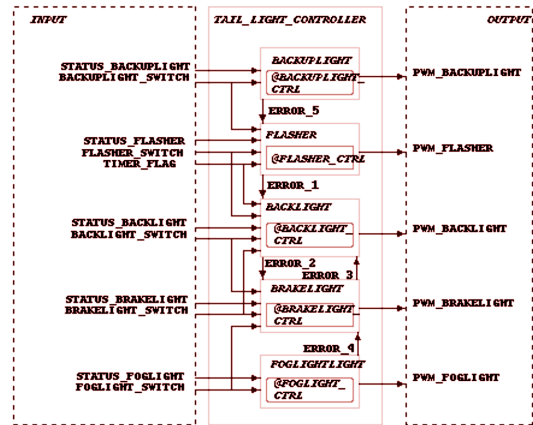 INPUT
TAIL_LIGHT_CONTROLLER
OUTPUT
STATUS_BACKUPLIGHT
BACKUPLIGHT_SWITCH
BACKUPLIGHT
@BACKUPLIGHT_
CTRL
PWM_BACKUPLIGHT
ERROR_5
STATUS_FLASHER
FLASHER_SWITCH
TIMER_FLAG
FLASHER
@FLASHER_CTRL
PWM_FLASHER
ERROR_1
STATUS_BACKLIGHT
BACKLIGHT_SWITCH
BACKLIGHT
@BACKLIGHT_
CTRL
PWM_BACKLIGHT
ERROR_2
ERROR_3
STATUS_BRAKELIGHT
BRAKELIGHT_SWITCH
BRAKELIGHT
@BRAKELIGHT_
CTRL
PWM_BRAKELIGHT
ERROR_4
STATUS_FOGLIGHT
FOGLIGHT_SWITCH
FOGLIGHTLIGHT
@FOGLIGHT_
CTRL
PWM_FOGLIGHT